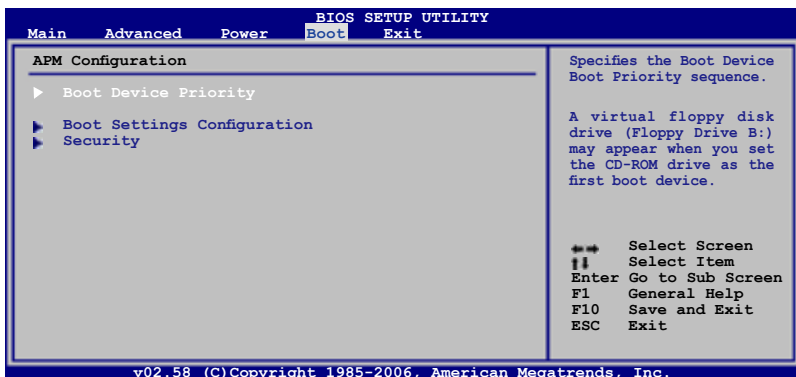 BIOS SETUP UTILITY
Main Advanced Power Boot Exit
APM Configuration
Boot Device Priority
Boot Settings Configuration
Security
Specifies the Boot Device
Boot Priority sequence.
A virtual floppy disk
drive (Floppy Drive B:)
may appear when you set
the CD-ROM drive as the
first boot device.
Select Screen
Select Item
Enter Go to Sub Screen
F1 General Help
F10 Save and Exit
ESC Exit
v02.58 (C)Copyright 1985-2006, American Megatrends, Inc.